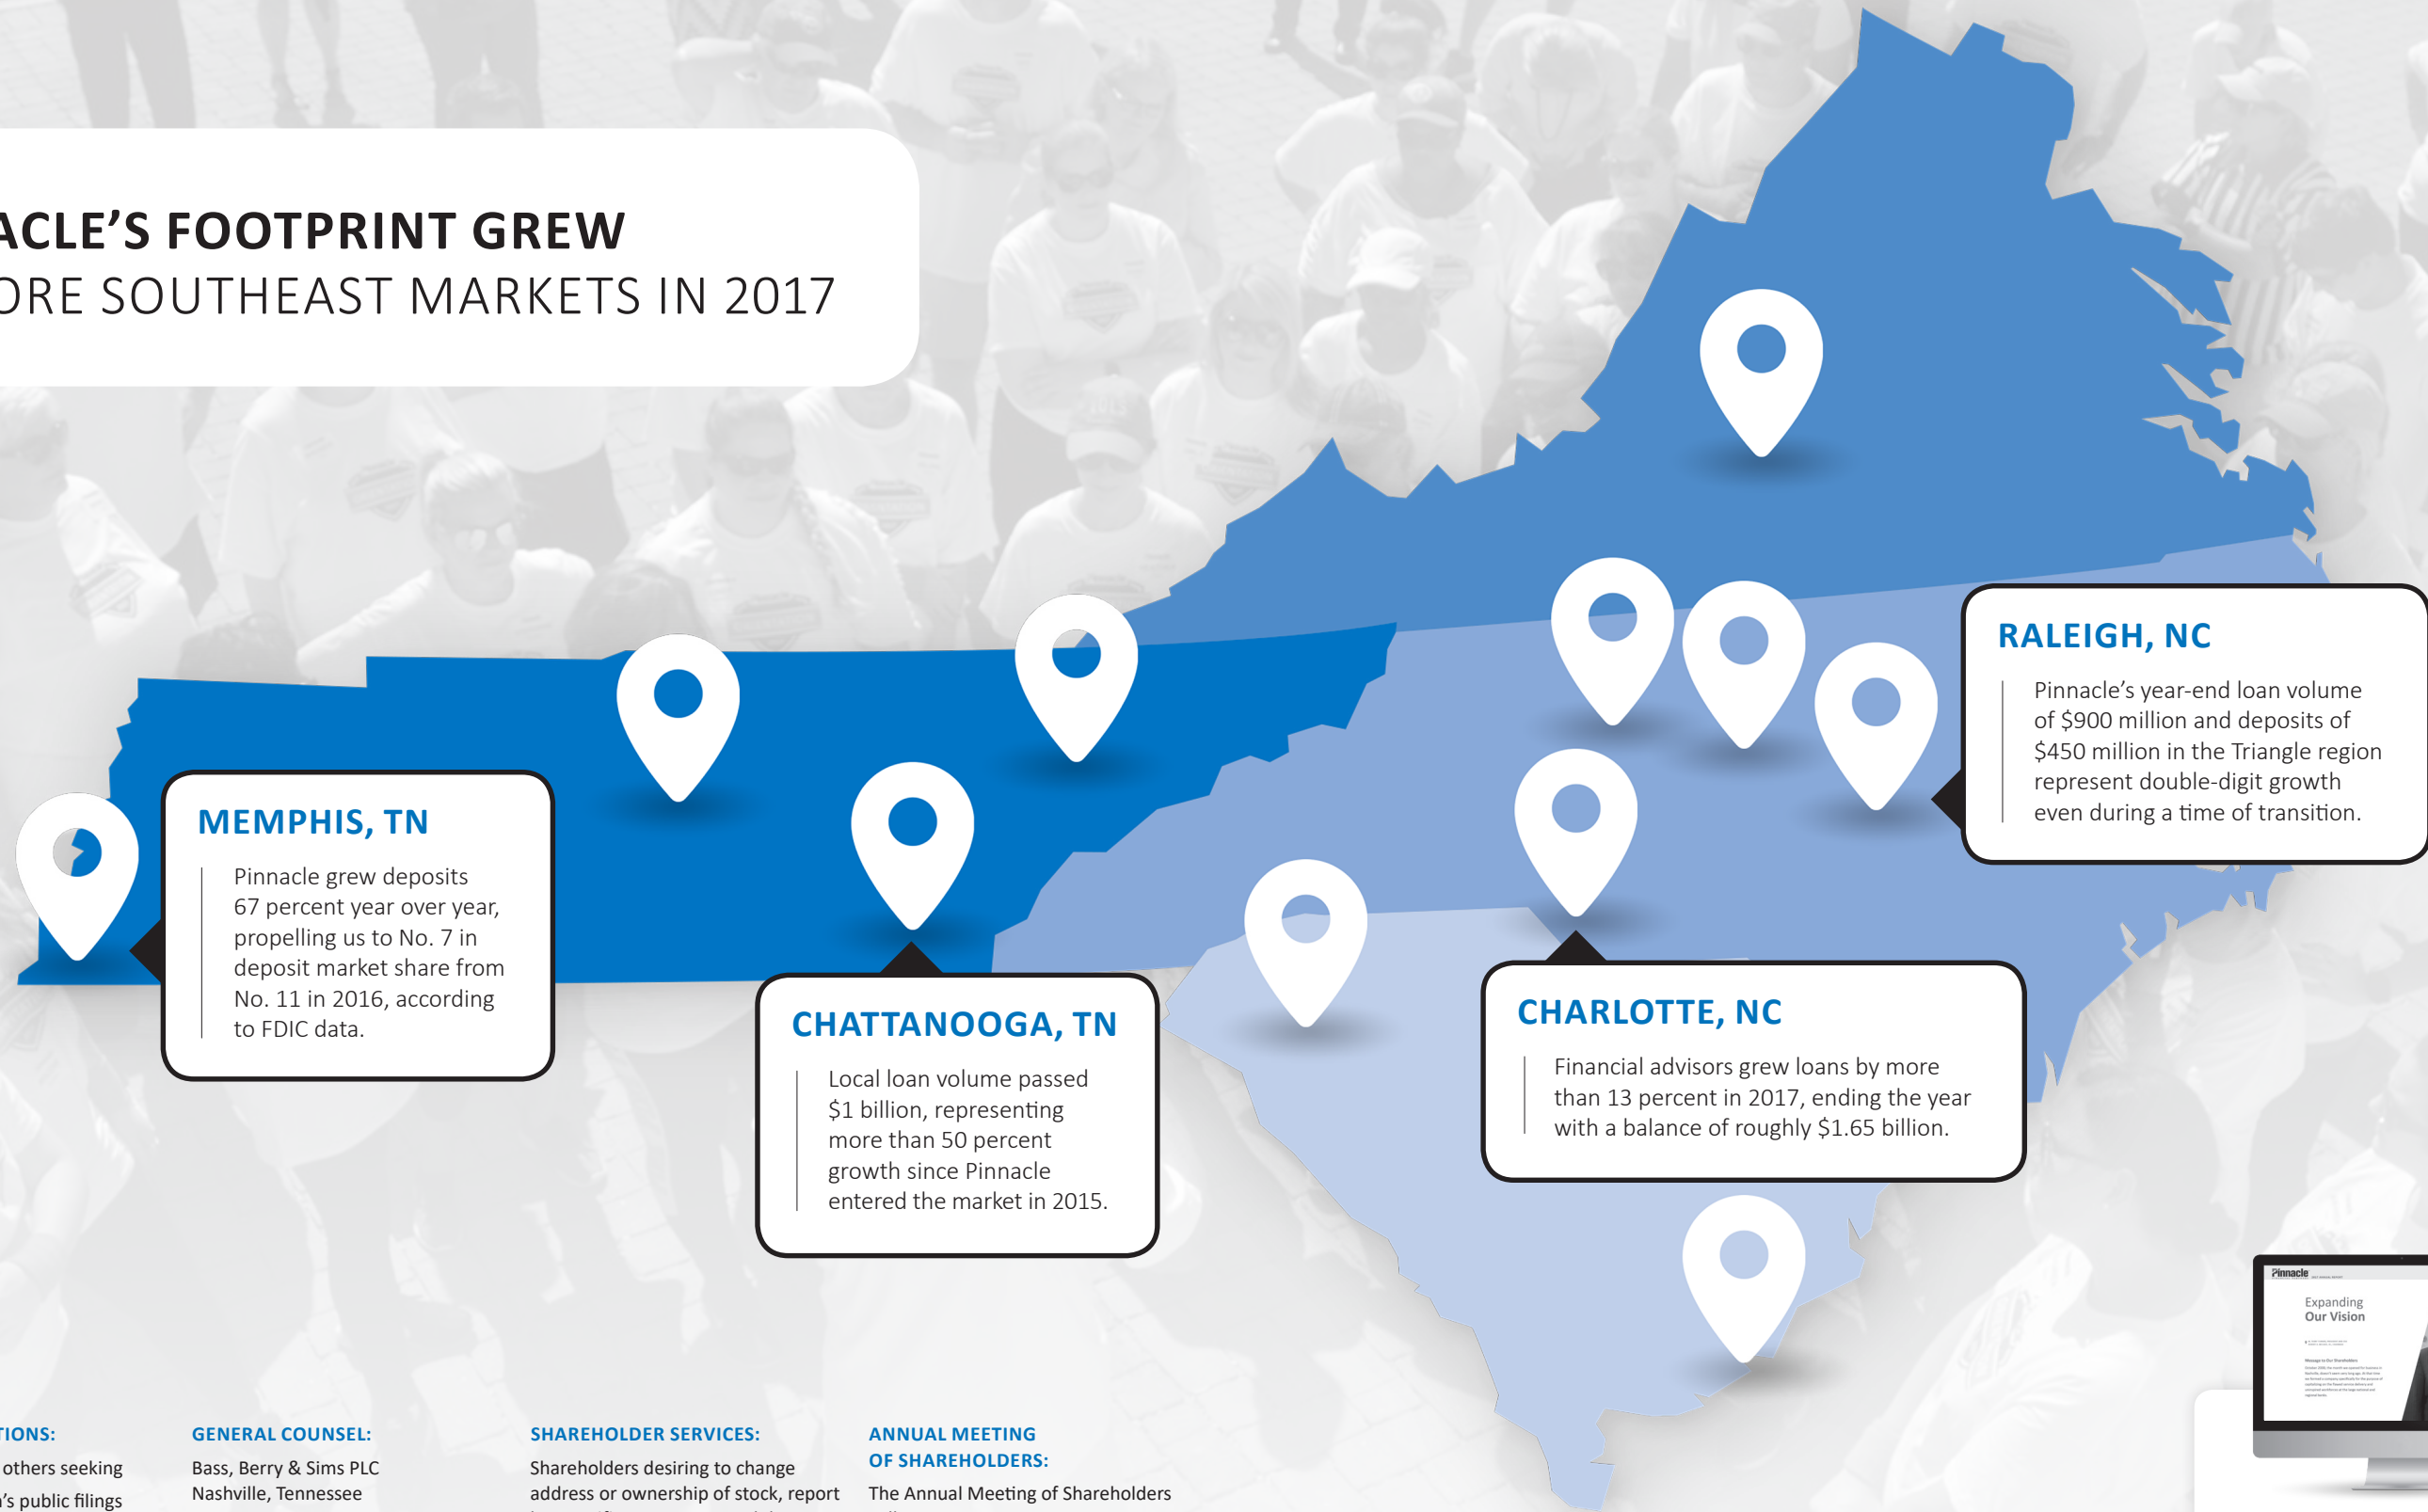 ACLE'S FOOTPRINT GREW
ORE SOUTHEAST MARKETS IN 2017
RALEIGH, NC
Pinnacle's year-end loan volume
of $900 million and deposits of
$450 million in the Triangle region
represent double-digit growth
even during a time of transition.
MEMPHIS, TN
Pinnacle grew deposits
67 percent year over year,
propelling us to No. 7 in
deposit market share from
No. 11 in 2016, according
to FDIC data.
CHATTANOOGA, TN
Local loan volume passed
$1 billion, representing
more than 50 percent
growth since Pinnacle
entered the market in 2015.
CHARLOTTE, NC
Financial advisors grew loans by more
than 13 percent in 2017, ending the year
with a balance of roughly $1.65 billion.
Pinnacle
Expanding
Our Vision
Message to Our Shareholders
TIONS:
others seeking
's public filings
GENERAL COUNSEL:
Bass, Berry & Sims PLC
Nashville, Tennessee
SHAREHOLDER SERVICES:
Shareholders desiring to change
address or ownership of stock, report
ANNUAL MEETING
OF SHAREHOLDERS:
The Annual Meeting of Shareholders